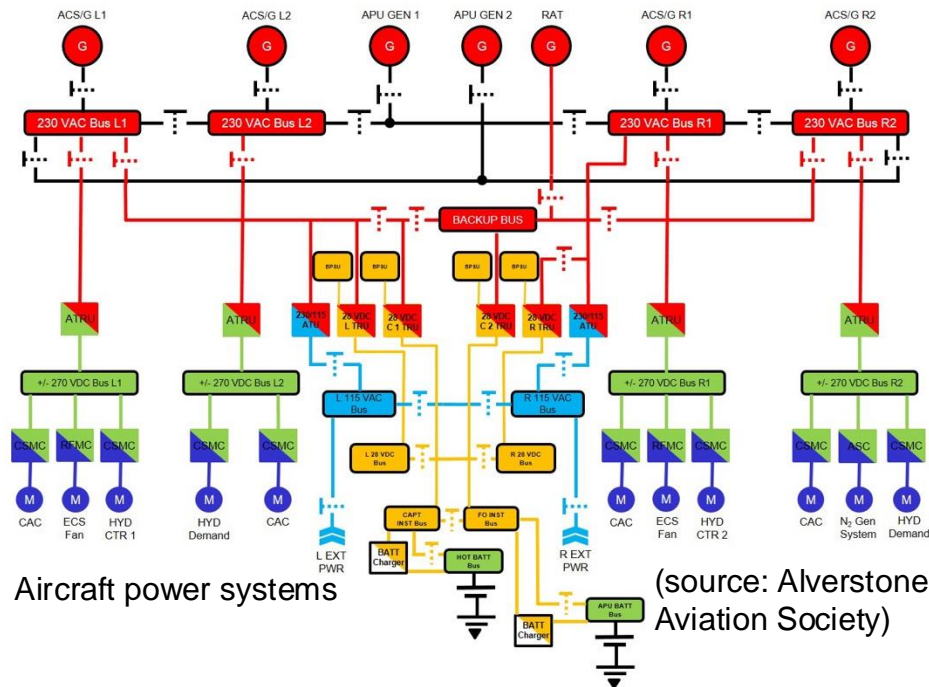 ACS/G L1
ACS/G L2
APU GEN 1
APU GEN 2
RAT
ACS/G R1
ACS/G R2
G
G
G
G
G
G
G
230 VAC Bus L1
230 VAC Bus L2
230 VAC Bus R1
230 VAC Bus R2
BACKUP BUS
BPSU
BPSU
BPSU
BPSU
ATRU
ATRU
230/115
ATU
28 VDC
L TRU
28 VDC
C 1 TRU
28 VDC
C 2 TRU
28 VDC
R TRU
230/115
ATU
ATRU
ATRU
+/- 270 VDC Bus L1
+/- 270 VDC Bus L2
L 115 VAC
Bus
R 115 VAC
Bus
+/- 270 VDC Bus R1
+/- 270 VDC Bus R2
CSMC
RFMC
CSMC
CSMC
CSMC
L 28 VDC
Bus
R 28 VDC
Bus
CSMC
RFMC
CSMC
CSMC
ASC
CSMC
M
M
M
M
M
M
M
M
M
M
M
CAC
ECS
Fan
HYD
CTR 1
HYD
Demand
CAC
CAPT
INST Bus
FO INST
Bus
CAC
ECS
Fan
HYD
CTR 2
CAC
N₂ Gen
System
HYD
Demand
L EXT
PWR
BATT
Charger
HOT BATT
Bus
R EXT
PWR
Aircraft power systems
(source: Alverstone
Aviation Society)
APU BATT
Bus
BATT
Charger